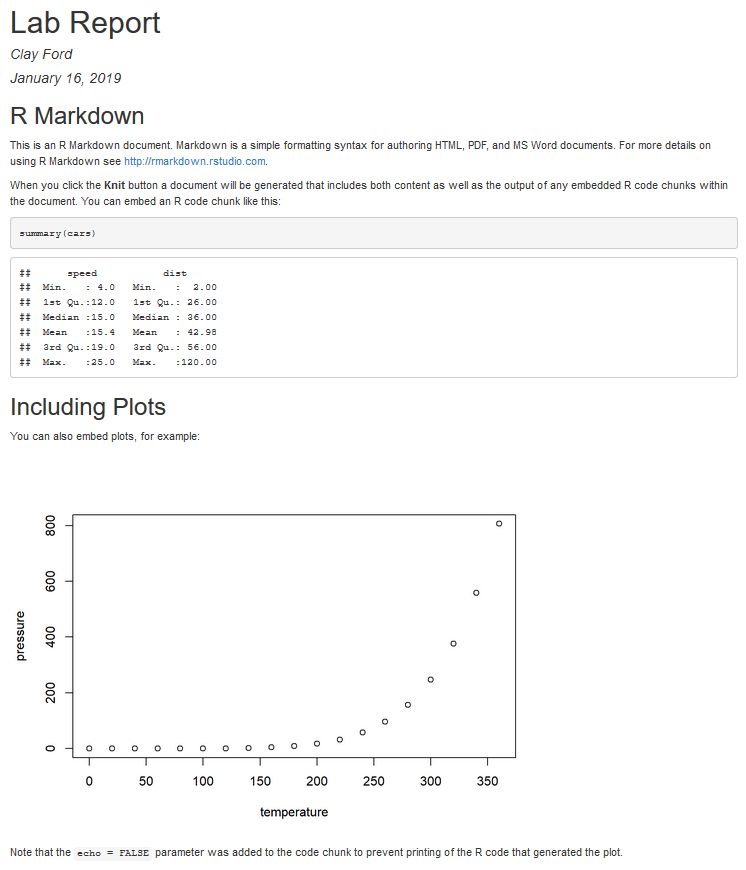 Lab Report
Clay Ford
January 16, 2019
R Markdown
This is an R Markdown document. Markdown is a simple formatting syntax for authoring HTML, PDF, and MS Word documents. For more details on
using R Markdown see http://rmarkdown.rstudio.com.
When you click the Knit button a document will be generated that includes both content as well as the output of any embedded R code chunks within
the document. You can embed an R code chunk like this:
summary(cars)
##      speed           dist
##  Min.   : 4.0   Min.   :  2.00
##  1st Qu.:12.0   1st Qu.: 26.00
##  Median :15.0   Median : 36.00
##  Mean   :15.4   Mean   : 42.98
##  3rd Qu.:19.0   3rd Qu.: 56.00
##  Max.   :25.0   Max.   :120.00
Including Plots
You can also embed plots, for example:
800
600
400
200
0
pressure
0 50 100 150 200 250 300 350
temperature
Note that the echo = FALSE parameter was added to the code chunk to prevent printing of the R code that generated the plot.